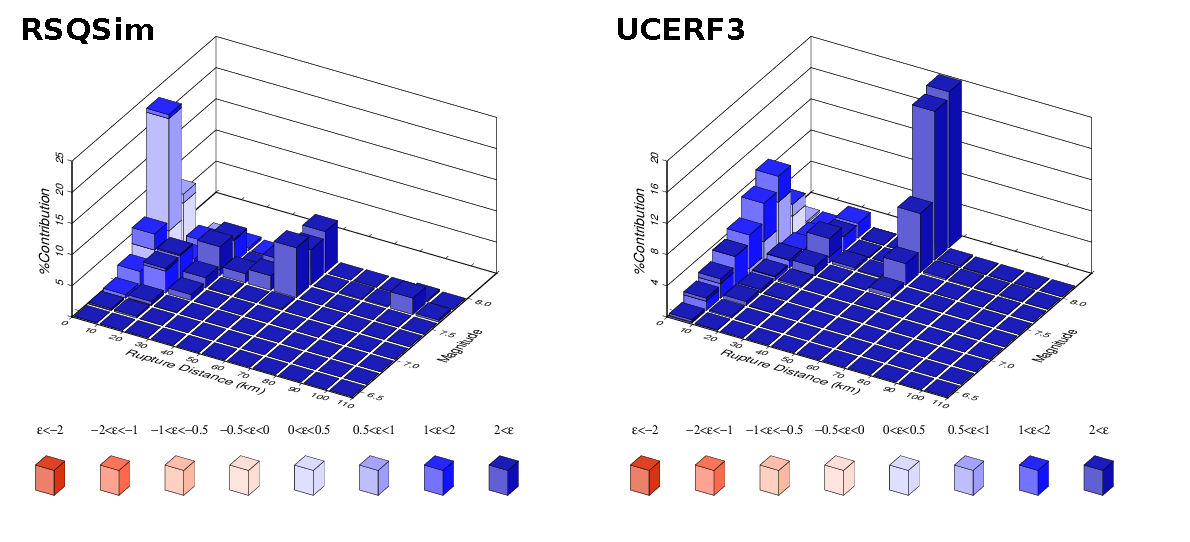 RSQSim
%Contribution
25
20
15
10
5
0
10
20
30
40
50
60
70
80
90
100
110
Rupture Distance (km)
6.5
7.0
7.5
8.0
Magnitude
ε<−2
−2<ε<−1
−1<ε<−0.5
−0.5<ε<0
0<ε<0.5
0.5<ε<1
1<ε<2
2<ε
UCERF3
%Contribution
20
16
12
8
4
0
10
20
30
40
50
60
70
80
90
100
110
Rupture Distance (km)
6.5
7.0
7.5
8.0
Magnitude
ε<−2
−2<ε<−1
−1<ε<−0.5
−0.5<ε<0
0<ε<0.5
0.5<ε<1
1<ε<2
2<ε